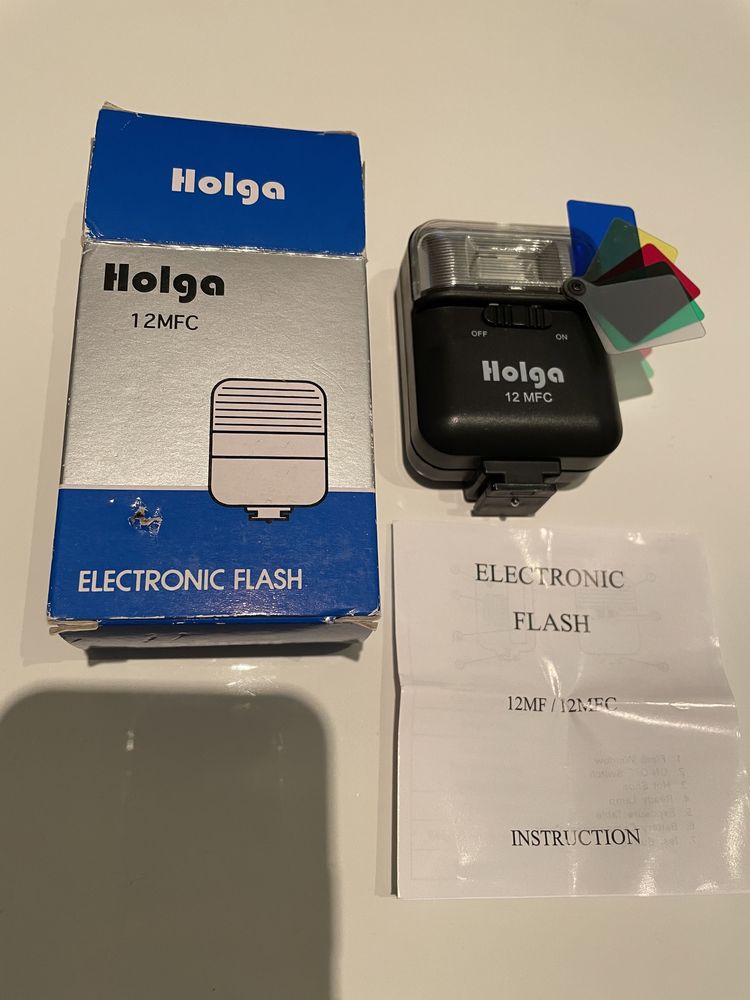 Holga
Holga
12MFC
ELECTRONIC FLASH
OFF
ON
Holga
12 MFC
ELECTRONIC
FLASH
12MF / 12MFC
INSTRUCTION